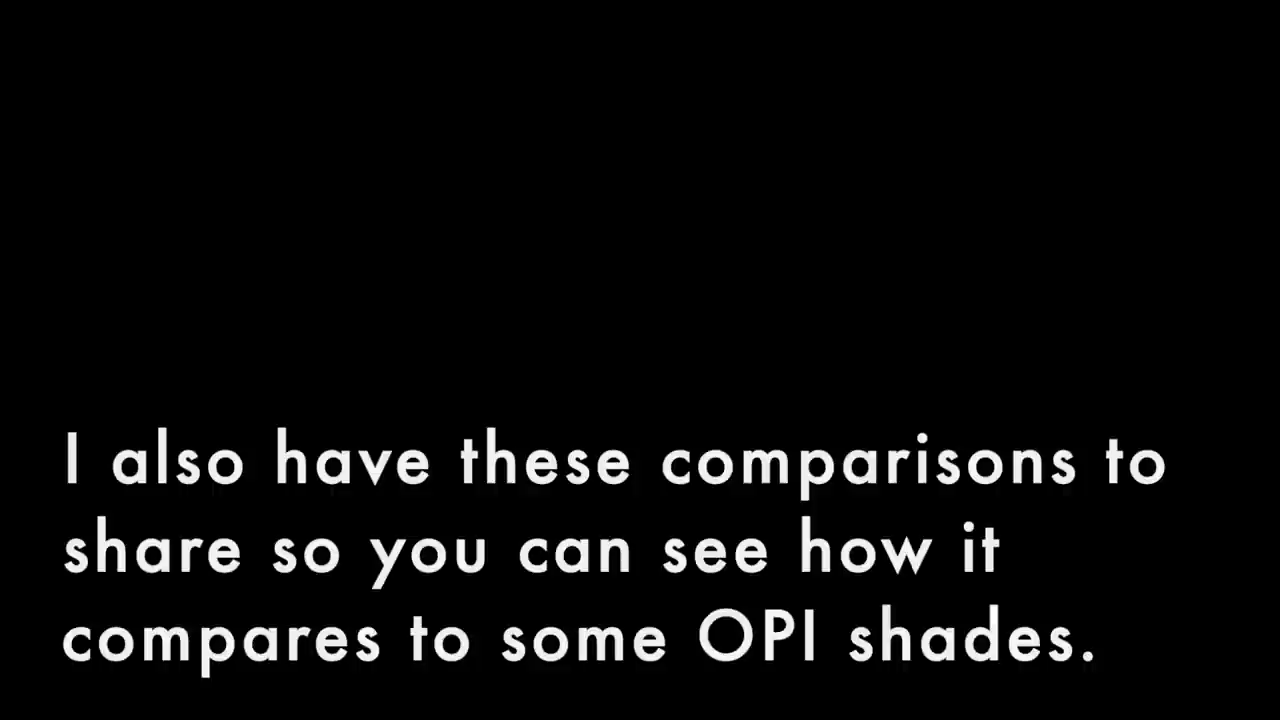 I also have these comparisons to
share so you can see how it
compares to some OPI shades.